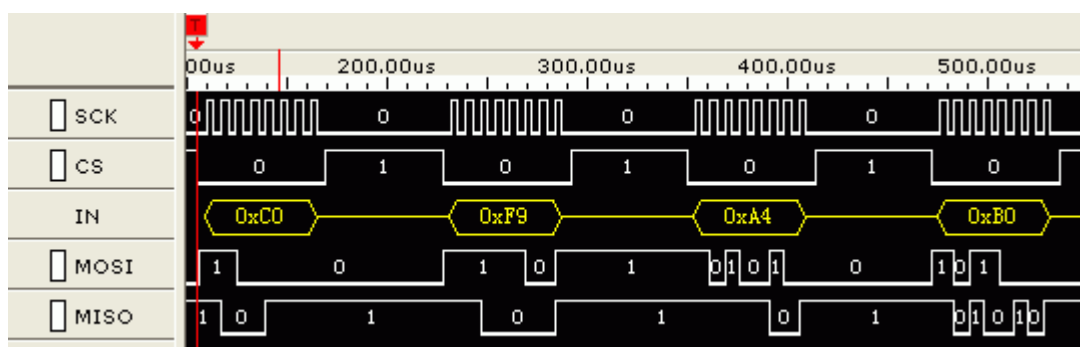 T
00us 200.00us 300.00us 400.00us 500.00us
SCK 0 0 0 0
CS 0 1 0 1 0 1 0
IN 0xC0 0xF9 0xA4 0xB0
MOSI 1 0 1 0 1 0 1 0 1 0 1 0 1
MISO 1 0 1 0 1 0 1 0 1 0 1 0